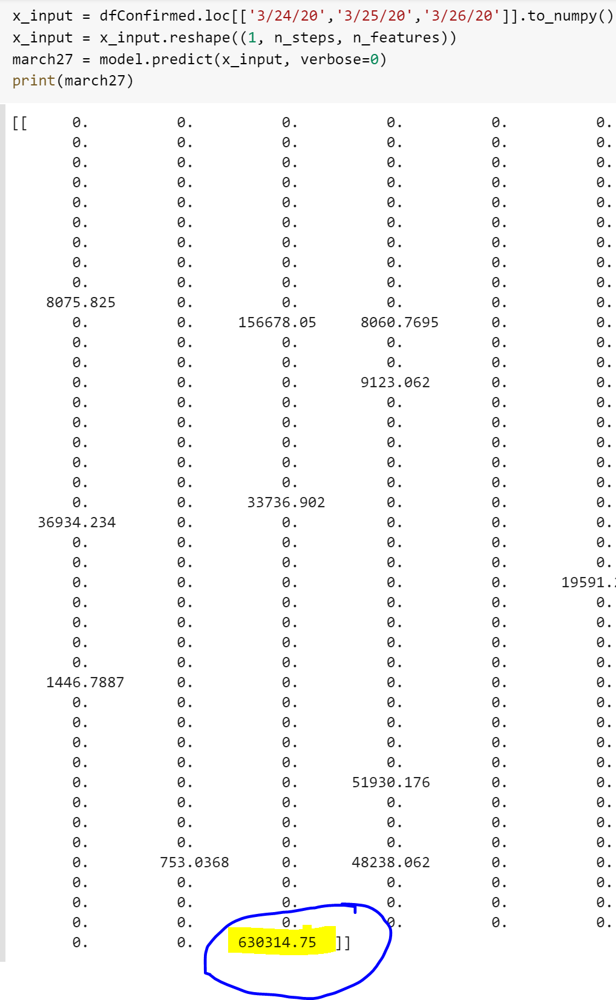 x_input = dfConfirmed.loc[['3/24/20','3/25/20','3/26/20']].to_numpy()
x_input = x_input.reshape((1, n_steps, n_features))
march27 = model.predict(x_input, verbose=0)
print(march27)
[[ 0. 0. 0. 0. 0. 0.
0. 0. 0. 0. 0. 0.
0. 0. 0. 0. 0. 0.
0. 0. 0. 0. 0. 0.
0. 0. 0. 0. 0. 0.
0. 0. 0. 0. 0. 0.
0. 0. 0. 0. 0. 0.
0. 0. 0. 0. 0. 0.
0. 0. 0. 0. 0. 0.
8075.825 0. 0. 0. 0. 0.
0. 0. 156678.05 8060.7695 0. 0.
0. 0. 0. 0. 0. 0.
0. 0. 0. 0. 0. 0.
0. 0. 0. 9123.062 0. 0.
0. 0. 0. 0. 0. 0.
0. 0. 0. 0. 0. 0.
0. 0. 0. 0. 0. 0.
0. 0. 0. 0. 0. 0.
0. 0. 0. 0. 0. 0.
0. 0. 33736.902 0. 0. 0.
36934.234 0. 0. 0. 0. 0.
0. 0. 0. 0. 0. 0.
0. 0. 0. 0. 0. 0.
0. 0. 0. 0. 0. 19591.
0. 0. 0. 0. 0. 0.
0. 0. 0. 0. 0. 0.
0. 0. 0. 0. 0. 0.
0. 0. 0. 0. 0. 0.
1446.7887 0. 0. 0. 0. 0.
0. 0. 0. 0. 0. 0.
0. 0. 0. 0. 0. 0.
0. 0. 0. 0. 0. 0.
0. 0. 0. 0. 0. 0.
0. 0. 0. 51930.176 0. 0.
0. 0. 0. 0. 0. 0.
0. 0. 0. 0. 0. 0.
0. 0. 0. 0. 0. 0.
0. 753.0368 0. 48238.062 0. 0.
0. 0. 0. 0. 0. 0.
0. 0. 0. 0. 0. 0.
0. 0. 0. 0. 0. 0.
0. 0. 630314.75 ]]